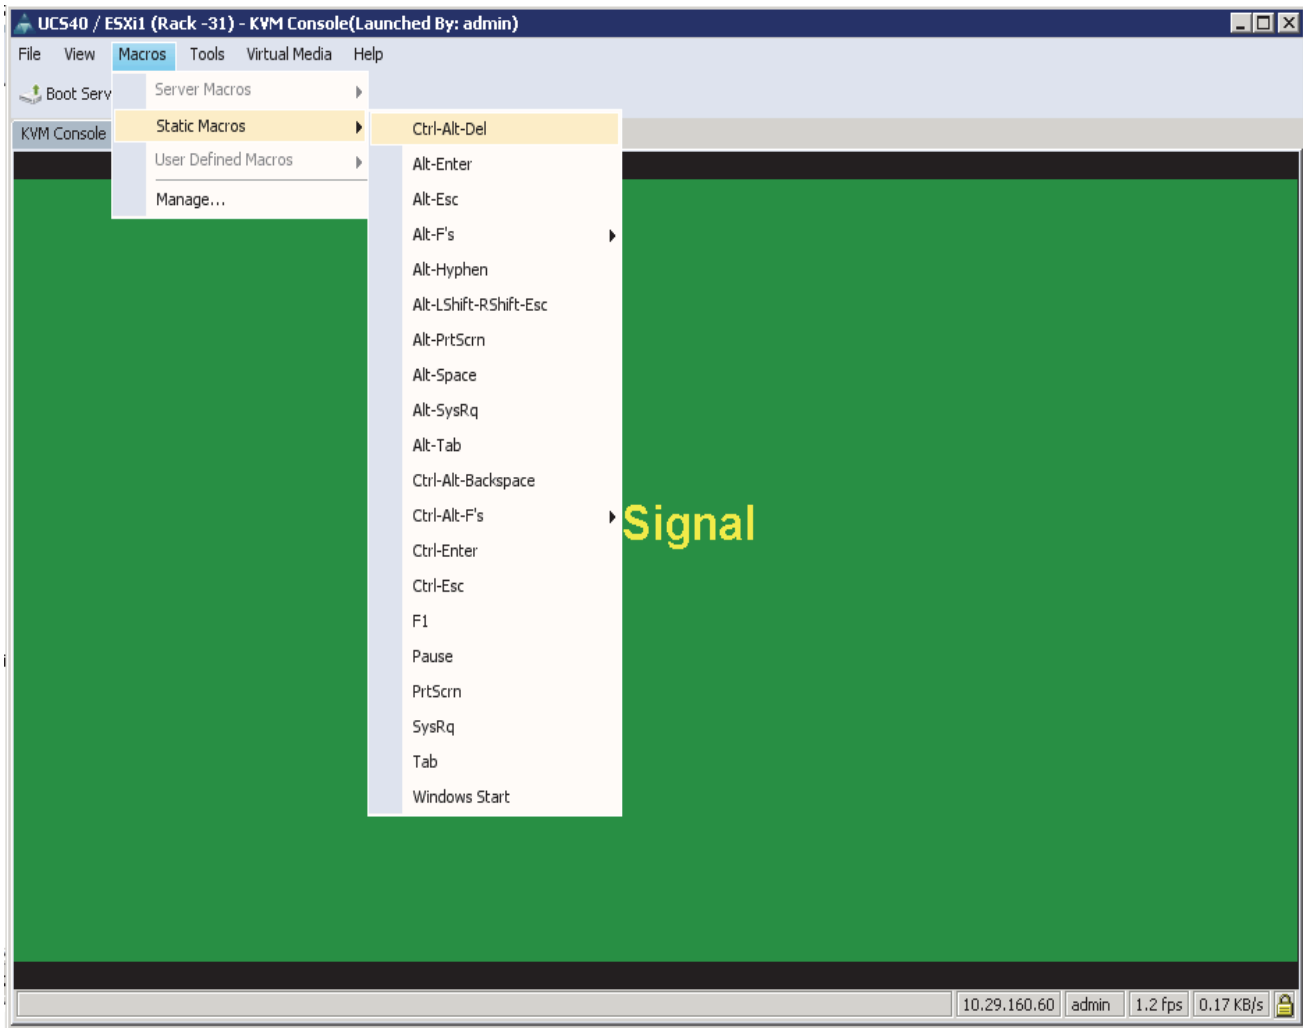 UCS40 / ESXi1 (Rack -31) - KVM Console(Launched By: admin)
File View Macros Tools Virtual Media Help
Boot Serv
Server Macros
Static Macros
User Defined Macros
Manage...
KVM Console
Ctrl-Alt-Del
Alt-Enter
Alt-Esc
Alt-F's
Alt-Hyphen
Alt-LShift-RShift-Esc
Alt-PrtScrn
Alt-Space
Alt-SysRq
Alt-Tab
Ctrl-Alt-Backspace
Ctrl-Alt-F's
Ctrl-Enter
Ctrl-Esc
F1
Pause
PrtScrn
SysRq
Tab
Windows Start
Signal
10.29.160.60 admin 1.2 fps 0.17 KB/s